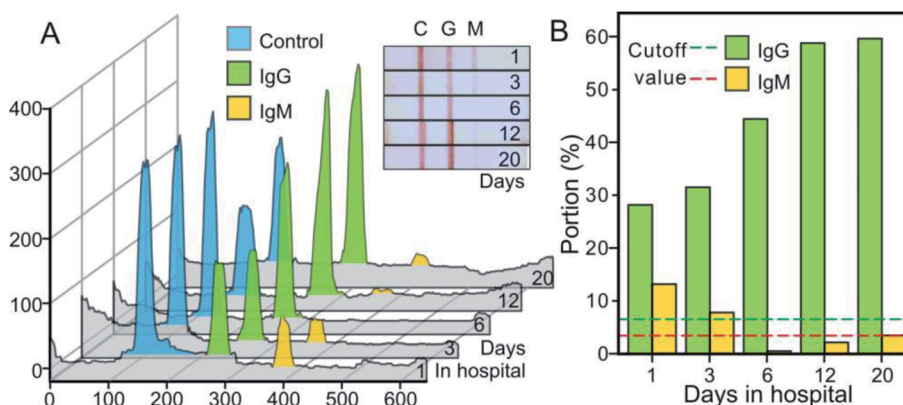 A
Control
IgG
IgM
C G M
1
3
6
12
20
Days
400
300
200
100
0
0 100 200 300 400 500 600
20
12
6
3
1
Days
In hospital
B
Cutoff
value
IgG
IgM
Portion (%)
60
50
40
30
20
10
0
1 3 6 12 20
Days in hospital